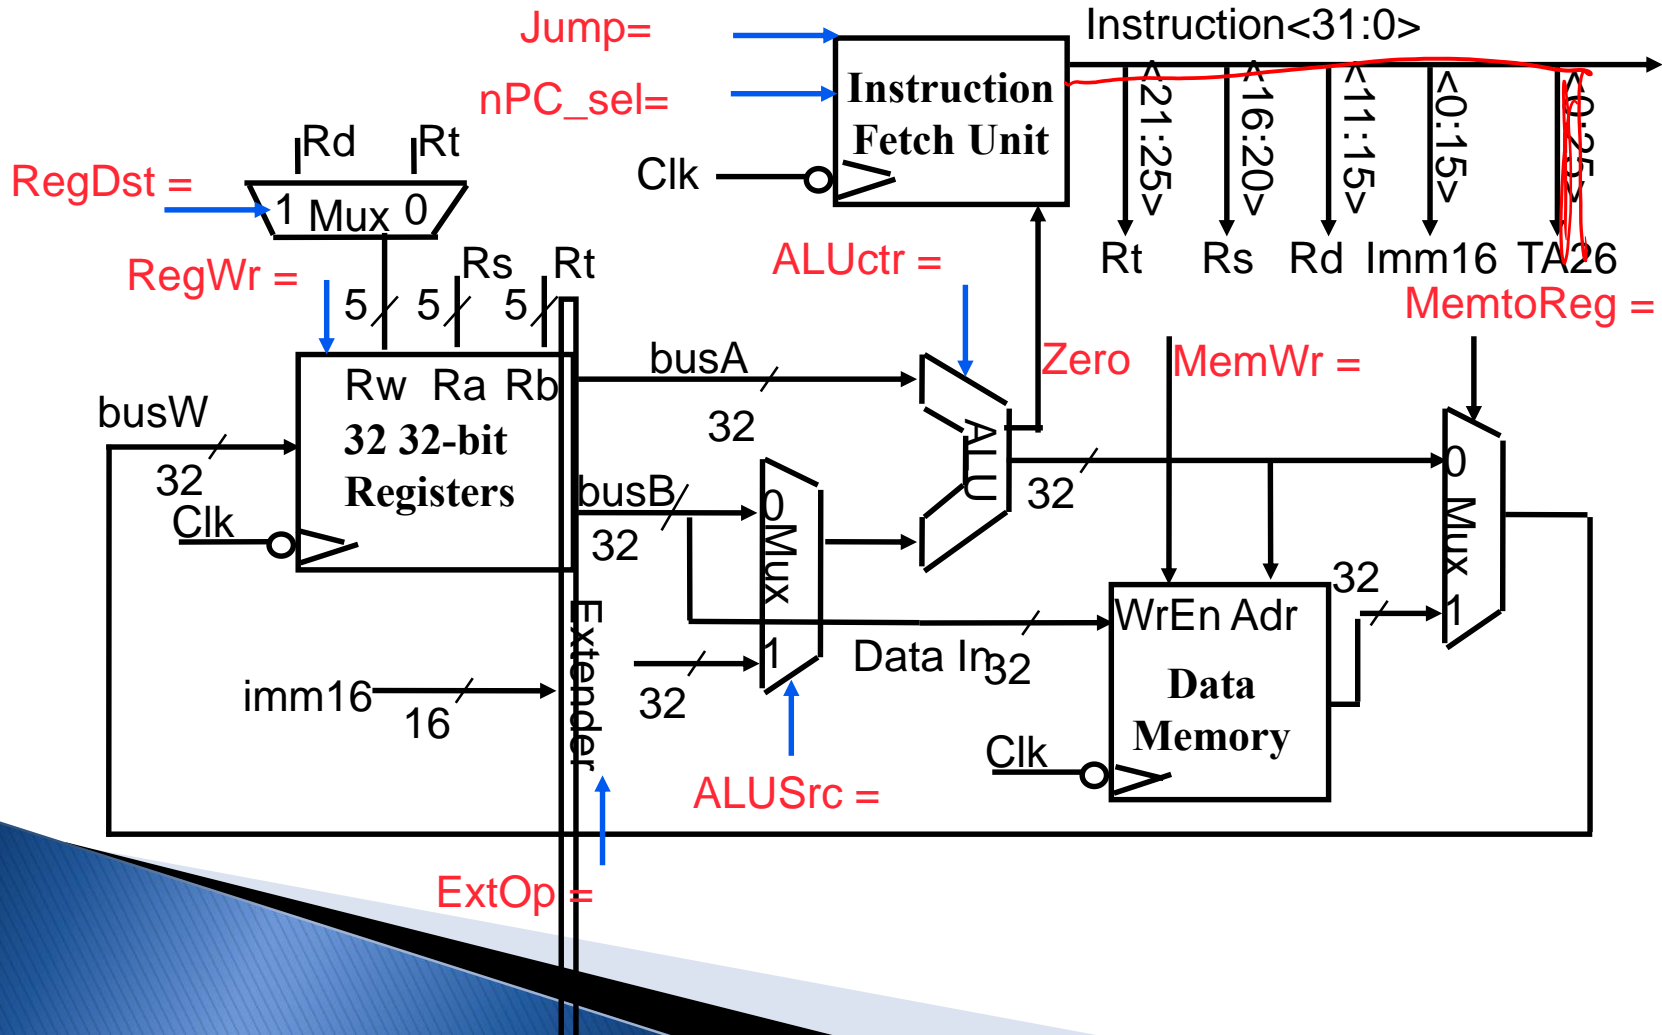 Jump=
Instruction<31:0>
nPC_sel=
Instruction
Fetch Unit
<21:25>
<16:20>
<11:15>
<0:15>
<0:25>
Rd
Rt
Clk
RegDst =
1 Mux 0
Rt
Rs
Rd
Imm16
TA26
RegWr =
Rs
Rt
ALUctr =
MemtoReg =
5
5
5
busA
Zero
MemWr =
Rw
Ra
Rb
busW
32
32 32-bit
Registers
32
ALU
0
Mux
1
32
busB
32
Clk
0
Mux
1
32
32
WrEn
Adr
Extender
Data In
32
imm16
16
32
Data
Memory
Clk
ALUSrc =
ExtOp =